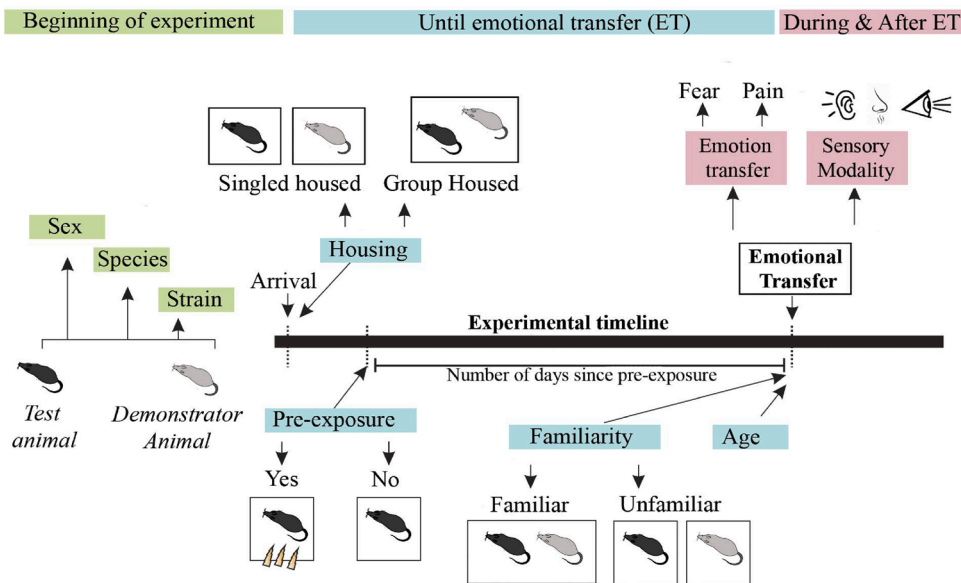 Beginning of experiment
Until emotional transfer (ET)
During & After ET
Fear
Pain
Emotion
transfer
Sensory
Modality
Singled housed
Group Housed
Sex
Species
Strain
Housing
Arrival
Emotional
Transfer
Experimental timeline
Number of days since pre-exposure
Test
animal
Demonstrator
Animal
Pre-exposure
Familiarity
Age
Yes
No
Familiar
Unfamiliar